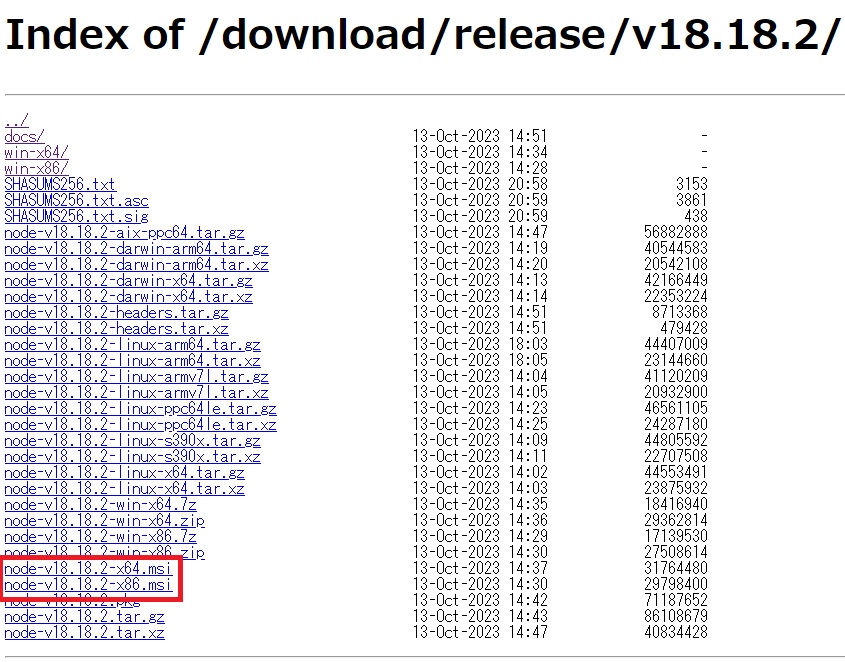 Index of /download/release/v18.18.2/
../
docs/ 13-Oct-2023 14:51 -
win-x64/ 13-Oct-2023 14:34 -
win-x86/ 13-Oct-2023 14:28 -
SHASUMS256.txt 13-Oct-2023 20:58 3153
SHASUMS256.txt.asc 13-Oct-2023 20:59 3861
SHASUMS256.txt.sig 13-Oct-2023 20:59 438
node-v18.18.2-aix-ppc64.tar.gz 13-Oct-2023 14:47 56882888
node-v18.18.2-darwin-arm64.tar.gz 13-Oct-2023 14:19 40544583
node-v18.18.2-darwin-arm64.tar.xz 13-Oct-2023 14:20 20542108
node-v18.18.2-darwin-x64.tar.gz 13-Oct-2023 14:13 42166449
node-v18.18.2-darwin-x64.tar.xz 13-Oct-2023 14:14 22353224
node-v18.18.2-headers.tar.gz 13-Oct-2023 14:51 8713368
node-v18.18.2-headers.tar.xz 13-Oct-2023 14:51 479428
node-v18.18.2-linux-arm64.tar.gz 13-Oct-2023 18:03 44407009
node-v18.18.2-linux-arm64.tar.xz 13-Oct-2023 18:05 23144660
node-v18.18.2-linux-armv7l.tar.gz 13-Oct-2023 14:04 41120209
node-v18.18.2-linux-armv7l.tar.xz 13-Oct-2023 14:05 20932900
node-v18.18.2-linux-ppc64le.tar.gz 13-Oct-2023 14:23 46561105
node-v18.18.2-linux-ppc64le.tar.xz 13-Oct-2023 14:25 24287180
node-v18.18.2-linux-s390x.tar.gz 13-Oct-2023 14:09 44805592
node-v18.18.2-linux-s390x.tar.xz 13-Oct-2023 14:11 22707508
node-v18.18.2-linux-x64.tar.gz 13-Oct-2023 14:02 44553491
node-v18.18.2-linux-x64.tar.xz 13-Oct-2023 14:03 23875932
node-v18.18.2-win-x64.7z 13-Oct-2023 14:35 18416940
node-v18.18.2-win-x64.zip 13-Oct-2023 14:36 29362814
node-v18.18.2-win-x86.7z 13-Oct-2023 14:29 17139530
node-v18.18.2-win-x86.zip 13-Oct-2023 14:30 27508614
node-v18.18.2-x64.msi 13-Oct-2023 14:37 31764480
node-v18.18.2-x86.msi 13-Oct-2023 14:30 29798400
node-v18.18.2.pkg 13-Oct-2023 14:42 71187652
node-v18.18.2.tar.gz 13-Oct-2023 14:43 86108679
node-v18.18.2.tar.xz 13-Oct-2023 14:47 40834428